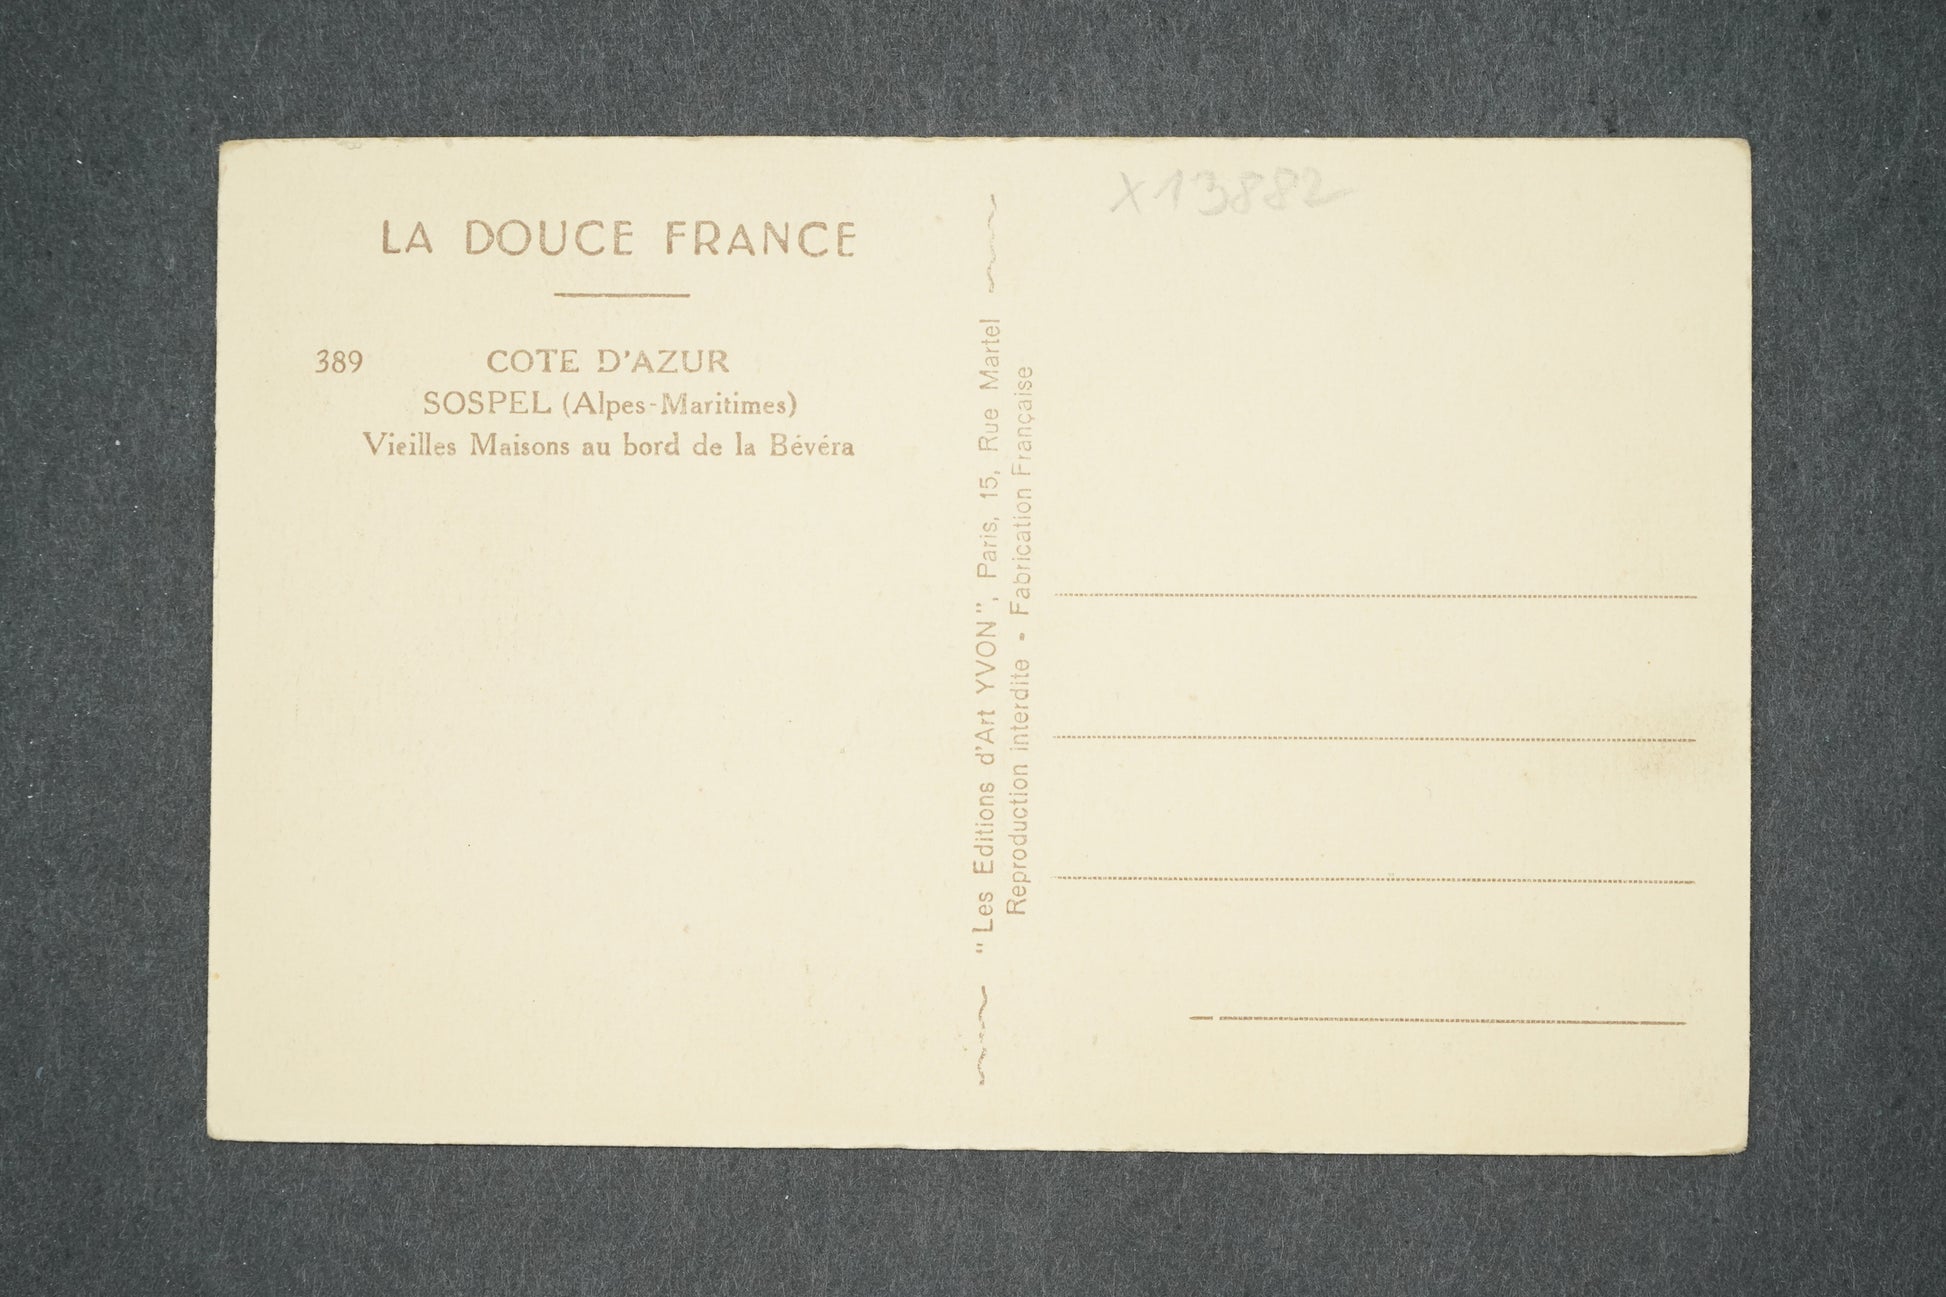 LA DOUCE FRANCE
389 COTE D'AZUR
SOSPEL (Alpes-Maritimes)
Vieilles Maisons au bord de la Bévéra
"Les Editions d'Art YVON", Paris, 15, Rue Martel
Reproduction interdite - Fabrication Française
X13882